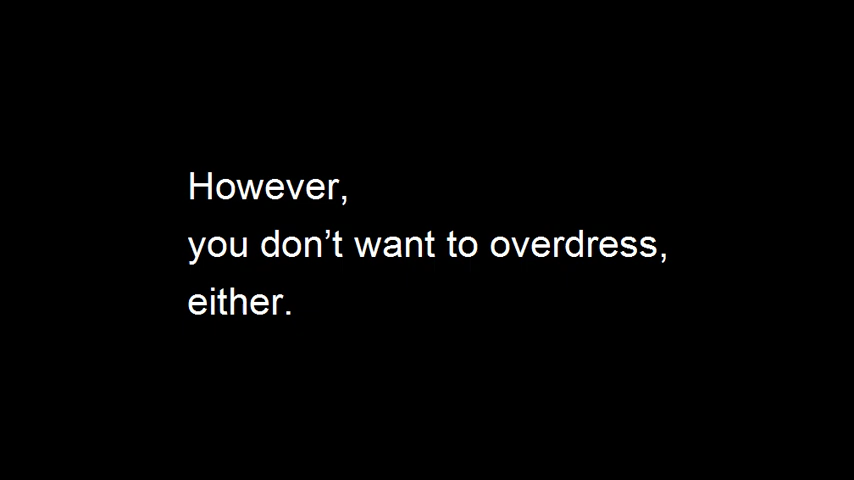 However,
you don’t want to overdress,
either.